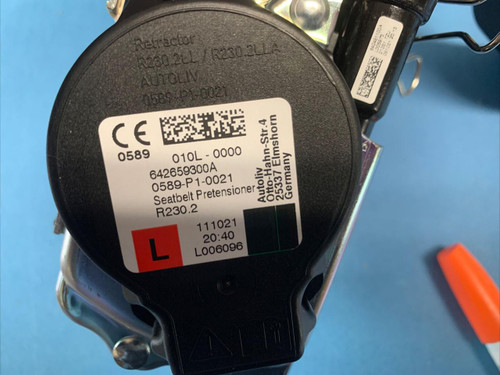 Retractor
R230.2LL / R230.2LLA
AUTOLIV
0589-P1-0021
CE
0589
010L - 0000
642659300A
0589-P1-0021
Seatbelt Pretensioner
R230.2
Autoliv
Otto-Hahn-Str.4
25337 Elmshorn
Germany
L
111021
20:40
L006096